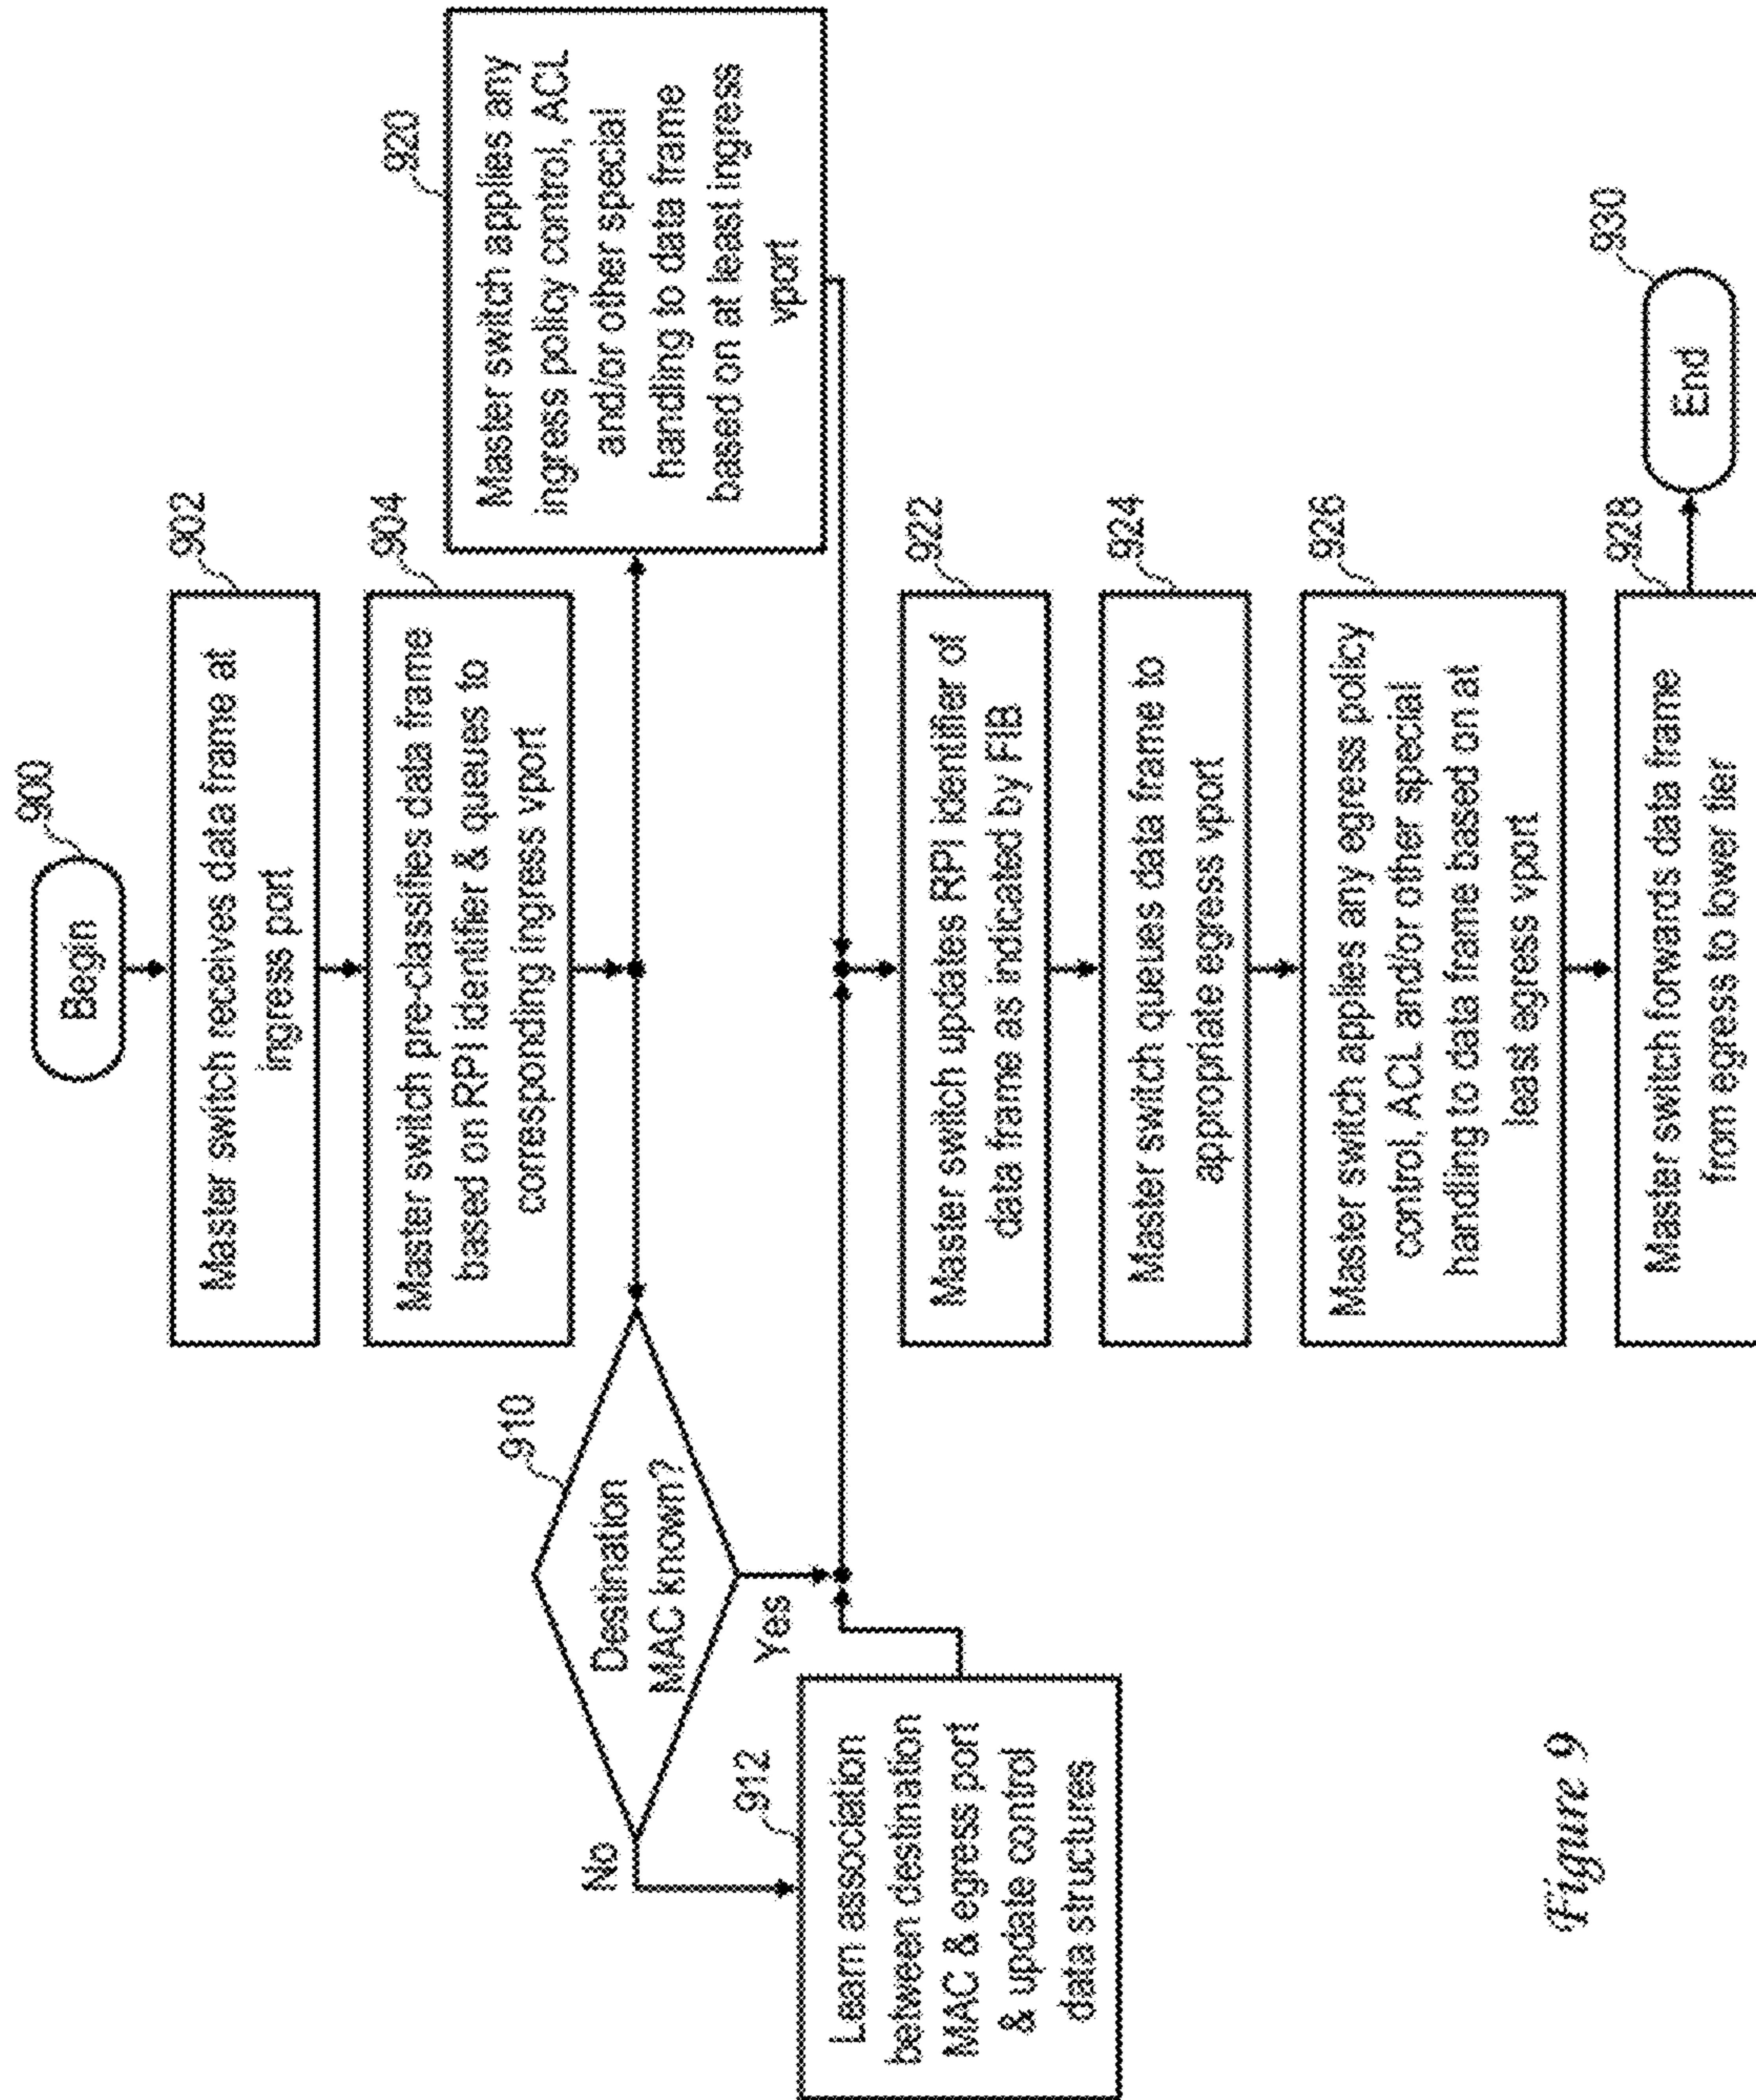 900
Begin
902
Master switch receives data frame at
ingress port
904
Master switch pre-classifies data frame
based on RPI identifier & queues to
corresponding ingress vport
910
Destination
MAC known?
No
Yes
912
Learn association
between destination
MAC & egress port
& update control
data structures
920
Master switch applies any
ingress policy control, ACL
and/or other special
handling to data frame
based on at least ingress
vport
922
Master switch updates RPI identifier of
data frame as indicated by FIB
924
Master switch queues data frame to
appropriate egress vport
926
Master switch applies any egress policy
control, ACL and/or other special
handling to data frame based on at
least egress vport
928
Master switch forwards data frame
from egress to lower tier
930
End
Figure 9